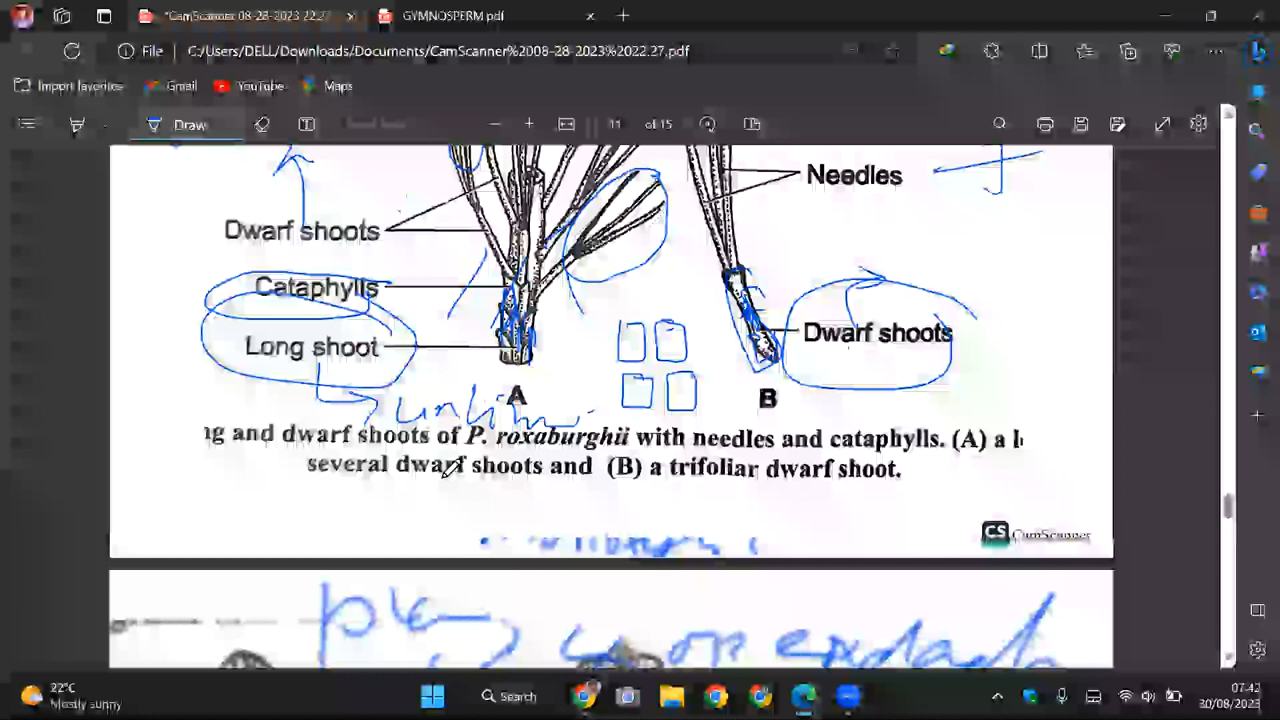 *CamScanner 08-28-2023 22.27
GYMNOSPERM.pdf
File
C:/Users/DELL/Downloads/Documents/CamScanner%2008-28-2023%2022.27.pdf
Import favorites
Gmail
YouTube
Maps
Draw
11
of 15
Needles
Dwarf shoots
Cataphylls
Dwarf shoots
Long shoot
A
B
ng and dwarf shoots of P. roxaburghii with needles and cataphylls. (A) a l
several dwarf shoots and (B) a trifoliar dwarf shoot.
CS CamScanner
22°C
Mostly sunny
Search
07:42
30/08/2023